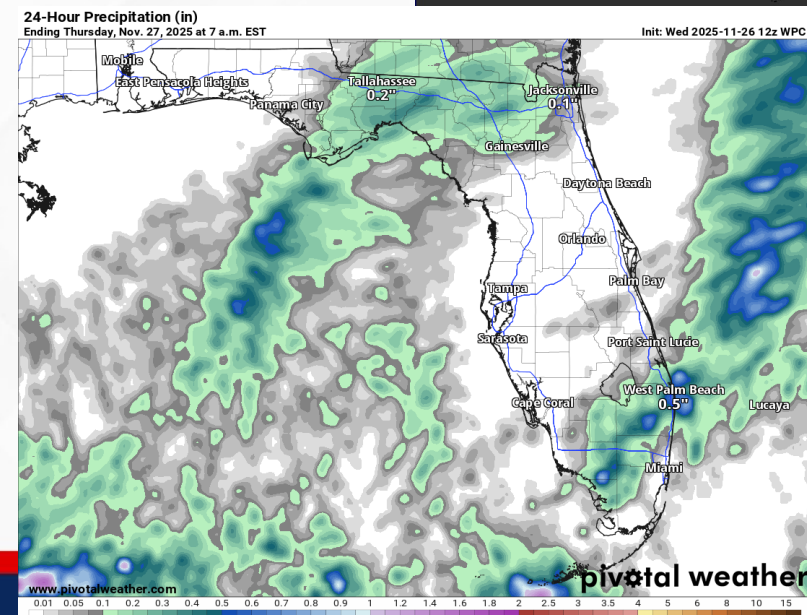 24-Hour Precipitation (in)
Ending Thursday, Nov. 27, 2025 at 7 a.m. EST
Init: Wed 2025-11-26 12z WPC
Mobile
East Pensacola Heights
Panama City
Tallahassee
0.2"
Jacksonville
0.1"
Gainesville
Daytona Beach
Orlando
Palm Bay
Tampa
Sarasota
Port Saint Lucie
West Palm Beach
0.5"
Cape Coral
Lucaya
Miami
pivotal weather
www.pivotalweather.com
0.01 0.05 0.1 0.2 0.3 0.4 0.5 0.6 0.7 0.8 0.9 1 1.2 1.4 1.6 1.8 2 2.5 3 3.5 4 5 6 7 8 10 12 15